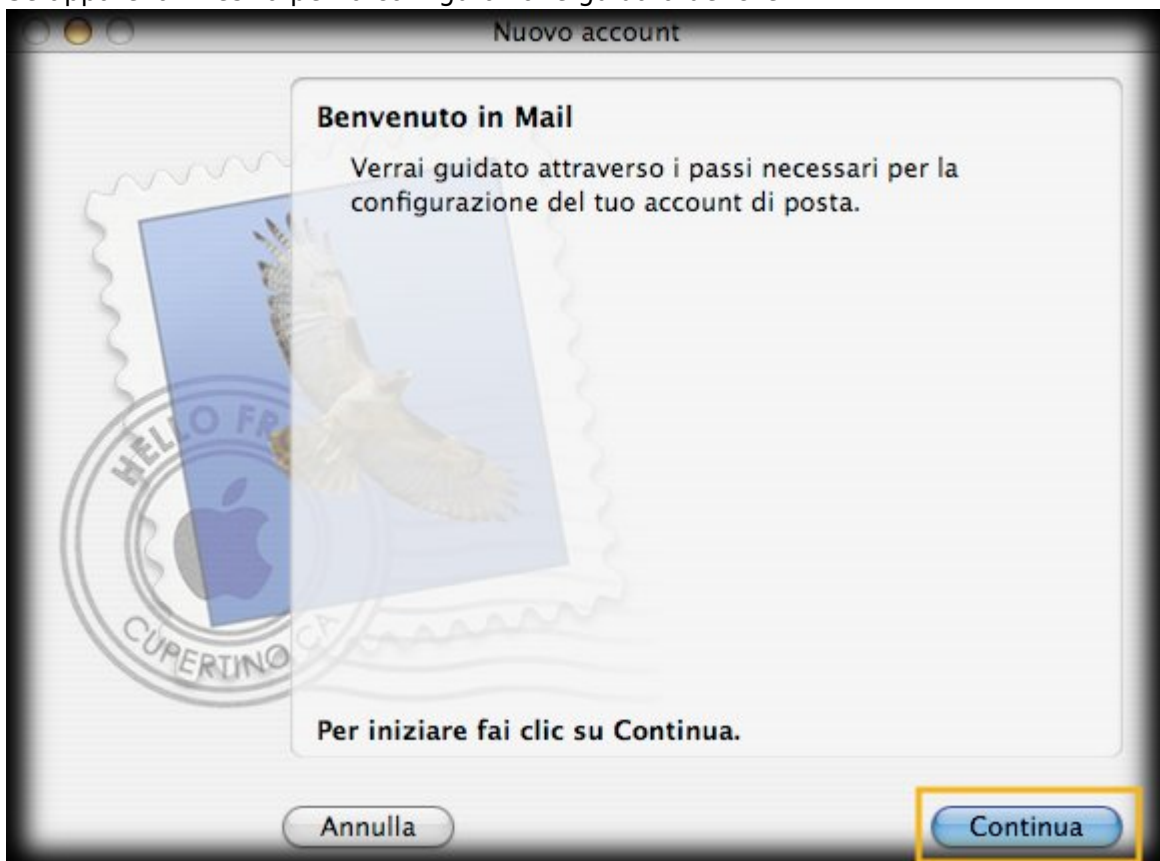 Nuovo account
Benvenuto in Mail
Verrai guidato attraverso i passi necessari per la
configurazione del tuo account di posta.
HELLO FR
CUPERTINO CA
Per iniziare fai clic su Continua.
Annulla
Continua